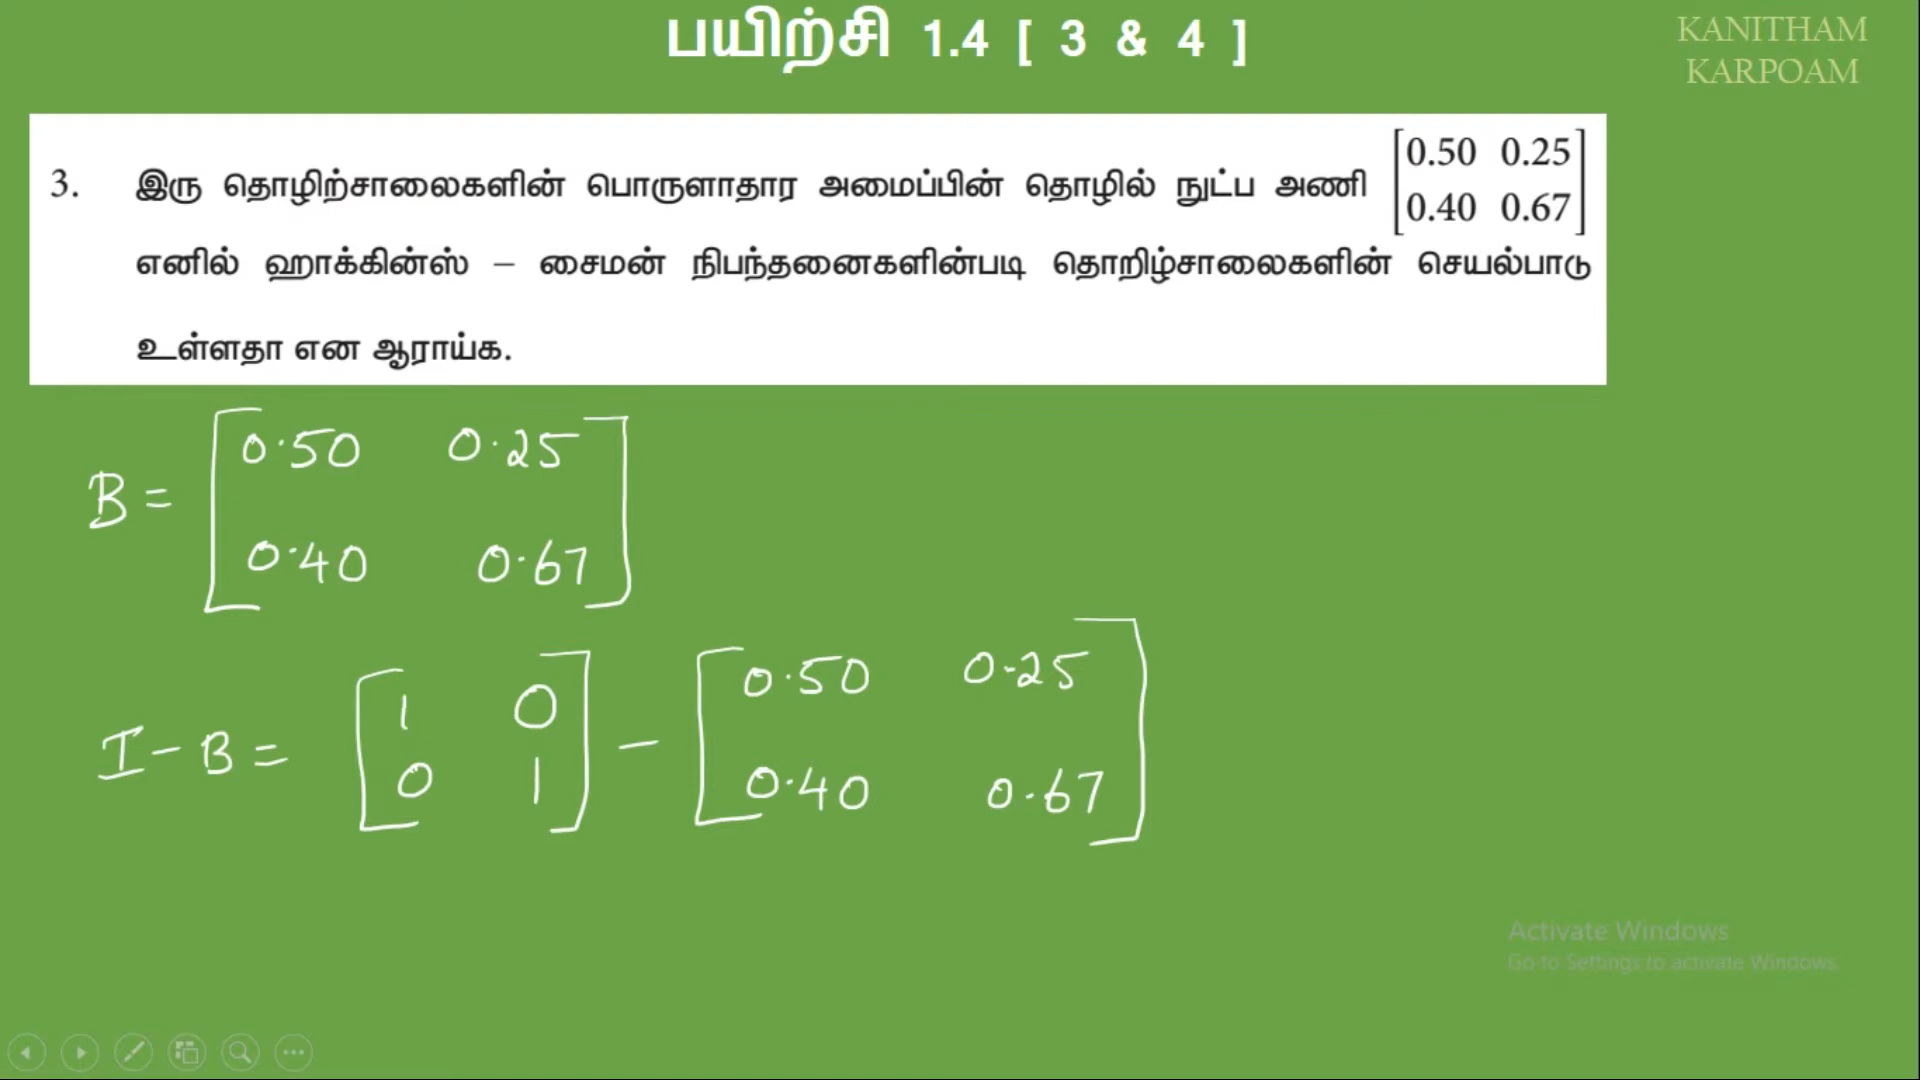 பயிற்சி 1.4 [ 3 & 4 ]
KANITHAM
KARPOAM
3. இரு தொழிற்சாலைகளின் பொருளாதார அமைப்பின் தொழில் நுட்ப அணி [0.50 0.25
0.40 0.67]
எனில் ஹாக்கின்ஸ் – சைமன் நிபந்தனைகளின்படி தொறிழ்சாலைகளின் செயல்பாடு
உள்ளதா என ஆராய்க.
B = [0.50 0.25
0.40 0.67]
I - B = [1 0
0 1] - [0.50 0.25
0.40 0.67]
Activate Windows
Go to Settings to activate Windows.